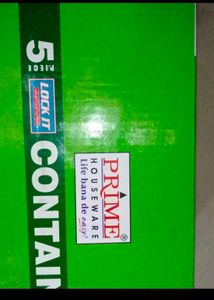 PRIME®
HOUSEWARE
Life bana de easy!
5
PIECE
LOCK IT
CONTAIN